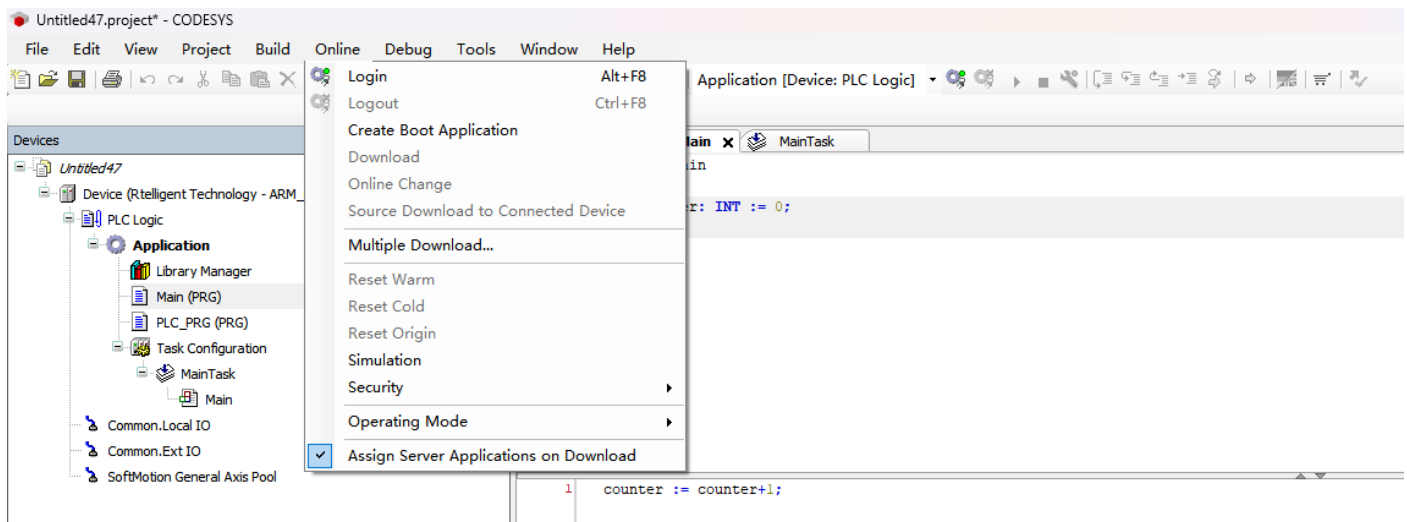 Untitled47.project* - CODESYS
File Edit View Project Build Online Debug Tools Window Help
Application [Device: PLC Logic]
Login Alt+F8
Logout Ctrl+F8
Create Boot Application
Download
Online Change
Source Download to Connected Device
Multiple Download...
Reset Warm
Reset Cold
Reset Origin
Simulation
Security
Operating Mode
Assign Server Applications on Download
Devices
Untitled47
Device (Rtelligent Technology - ARM_
PLC Logic
Application
Library Manager
Main (PRG)
PLC_PRG (PRG)
Task Configuration
MainTask
Main
Common.Local IO
Common.Ext IO
SoftMotion General Axis Pool
MainTask
: INT := 0;
1 counter := counter+1;